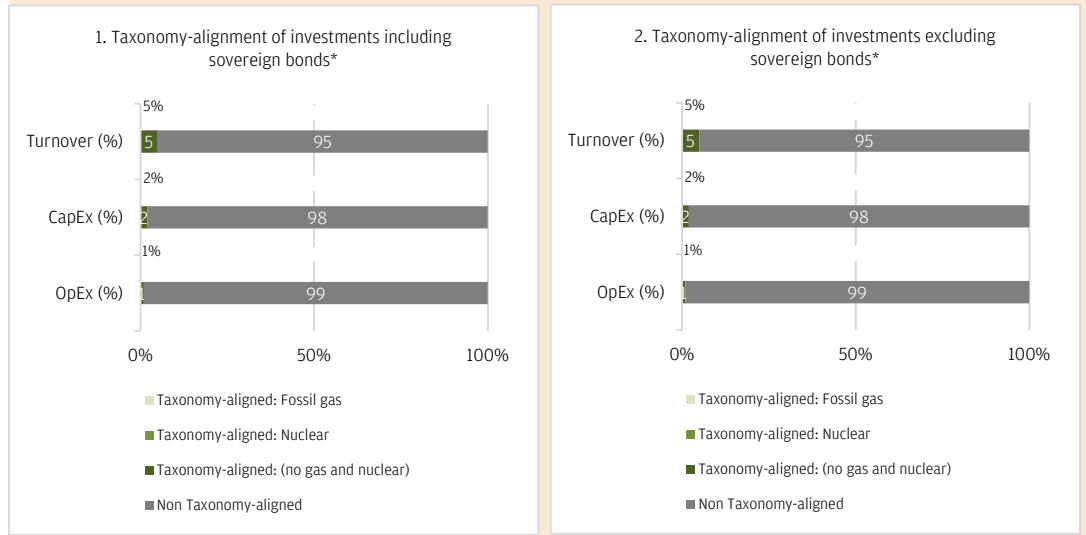 1. Taxonomy-alignment of investments including
sovereign bonds*
5%
Turnover (%) 5 95
2%
CapEx (%) 2 98
1%
OpEx (%) 1 99
0% 50% 100%
Taxonomy-aligned: Fossil gas
Taxonomy-aligned: Nuclear
Taxonomy-aligned: (no gas and nuclear)
Non Taxonomy-aligned
2. Taxonomy-alignment of investments excluding
sovereign bonds*
5%
Turnover (%) 5 95
2%
CapEx (%) 2 98
1%
OpEx (%) 1 99
0% 50% 100%
Taxonomy-aligned: Fossil gas
Taxonomy-aligned: Nuclear
Taxonomy-aligned: (no gas and nuclear)
Non Taxonomy-aligned